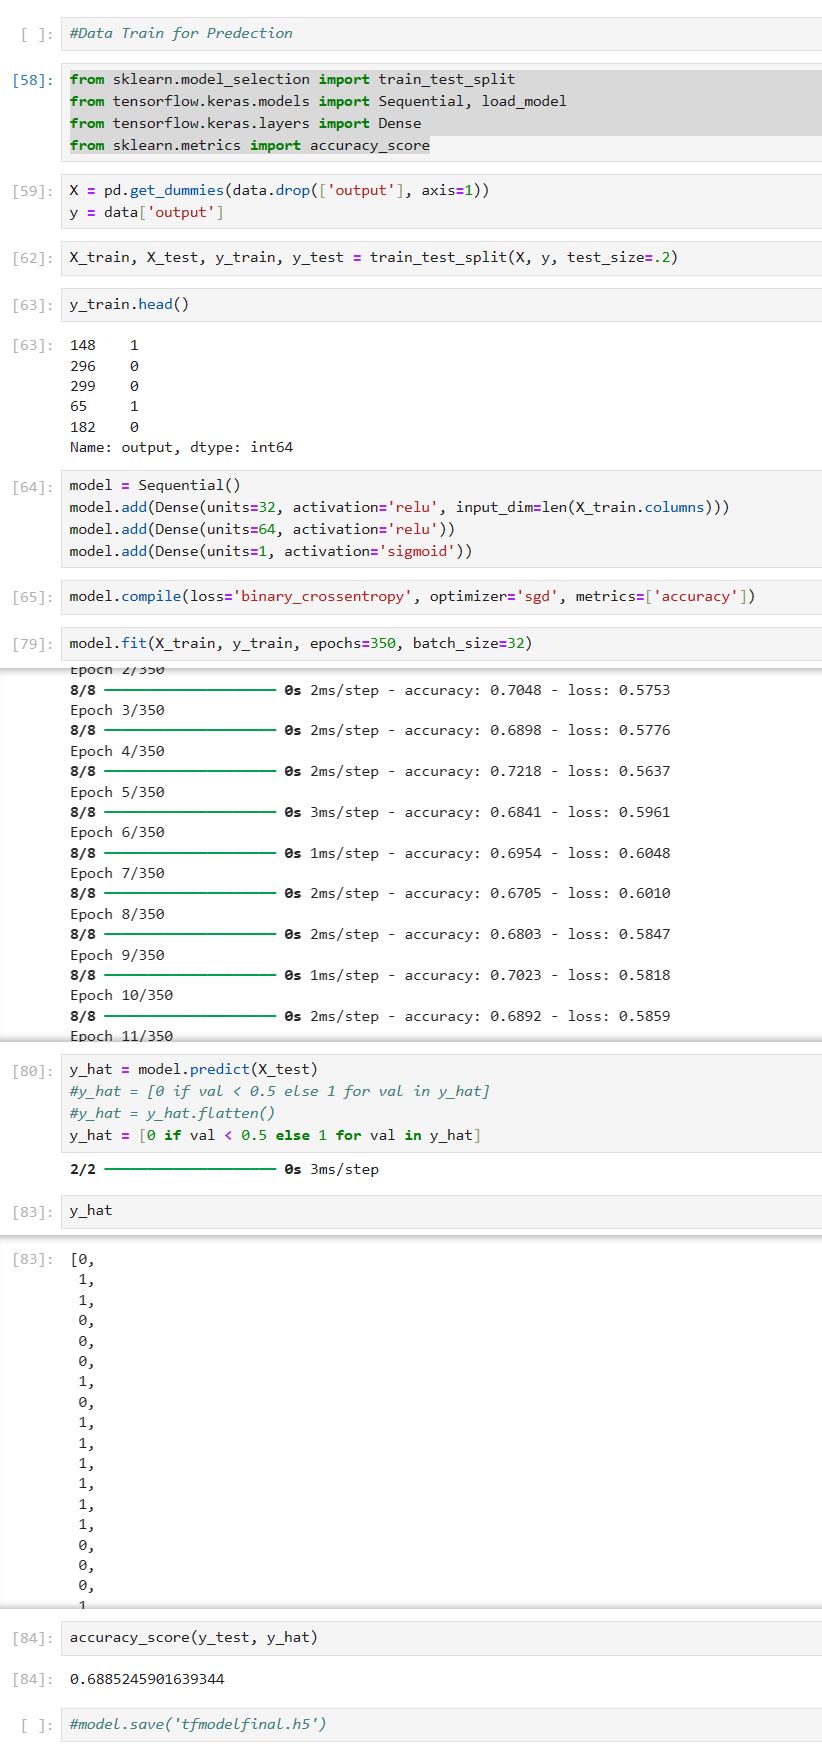 [ ]: #Data Train for Predection
[58]: from sklearn.model_selection import train_test_split
from tensorflow.keras.models import Sequential, load_model
from tensorflow.keras.layers import Dense
from sklearn.metrics import accuracy_score
[59]: X = pd.get_dummies(data.drop(['output'], axis=1))
y = data['output']
[62]: X_train, X_test, y_train, y_test = train_test_split(X, y, test_size=.2)
[63]: y_train.head()
[63]: 148    1
296    0
299    0
65     1
182    0
Name: output, dtype: int64
[64]: model = Sequential()
model.add(Dense(units=32, activation='relu', input_dim=len(X_train.columns)))
model.add(Dense(units=64, activation='relu'))
model.add(Dense(units=1, activation='sigmoid'))
[65]: model.compile(loss='binary_crossentropy', optimizer='sgd', metrics=['accuracy'])
[79]: model.fit(X_train, y_train, epochs=350, batch_size=32)
Epoch 2/350
8/8 0s 2ms/step - accuracy: 0.7048 - loss: 0.5753
Epoch 3/350
8/8 0s 2ms/step - accuracy: 0.6898 - loss: 0.5776
Epoch 4/350
8/8 0s 2ms/step - accuracy: 0.7218 - loss: 0.5637
Epoch 5/350
8/8 0s 3ms/step - accuracy: 0.6841 - loss: 0.5961
Epoch 6/350
8/8 0s 1ms/step - accuracy: 0.6954 - loss: 0.6048
Epoch 7/350
8/8 0s 2ms/step - accuracy: 0.6705 - loss: 0.6010
Epoch 8/350
8/8 0s 2ms/step - accuracy: 0.6803 - loss: 0.5847
Epoch 9/350
8/8 0s 1ms/step - accuracy: 0.7023 - loss: 0.5818
Epoch 10/350
8/8 0s 2ms/step - accuracy: 0.6892 - loss: 0.5859
Epoch 11/350
[80]: y_hat = model.predict(X_test)
#y_hat = [0 if val < 0.5 else 1 for val in y_hat]
#y_hat = y_hat.flatten()
y_hat = [0 if val < 0.5 else 1 for val in y_hat]
2/2 0s 3ms/step
[83]: y_hat
[83]: [0,
1,
1,
0,
0,
0,
1,
0,
1,
1,
1,
1,
1,
1,
0,
0,
0,
1
[84]: accuracy_score(y_test, y_hat)
[84]: 0.6885245901639344
[ ]: #model.save('tfmodelfinal.h5')